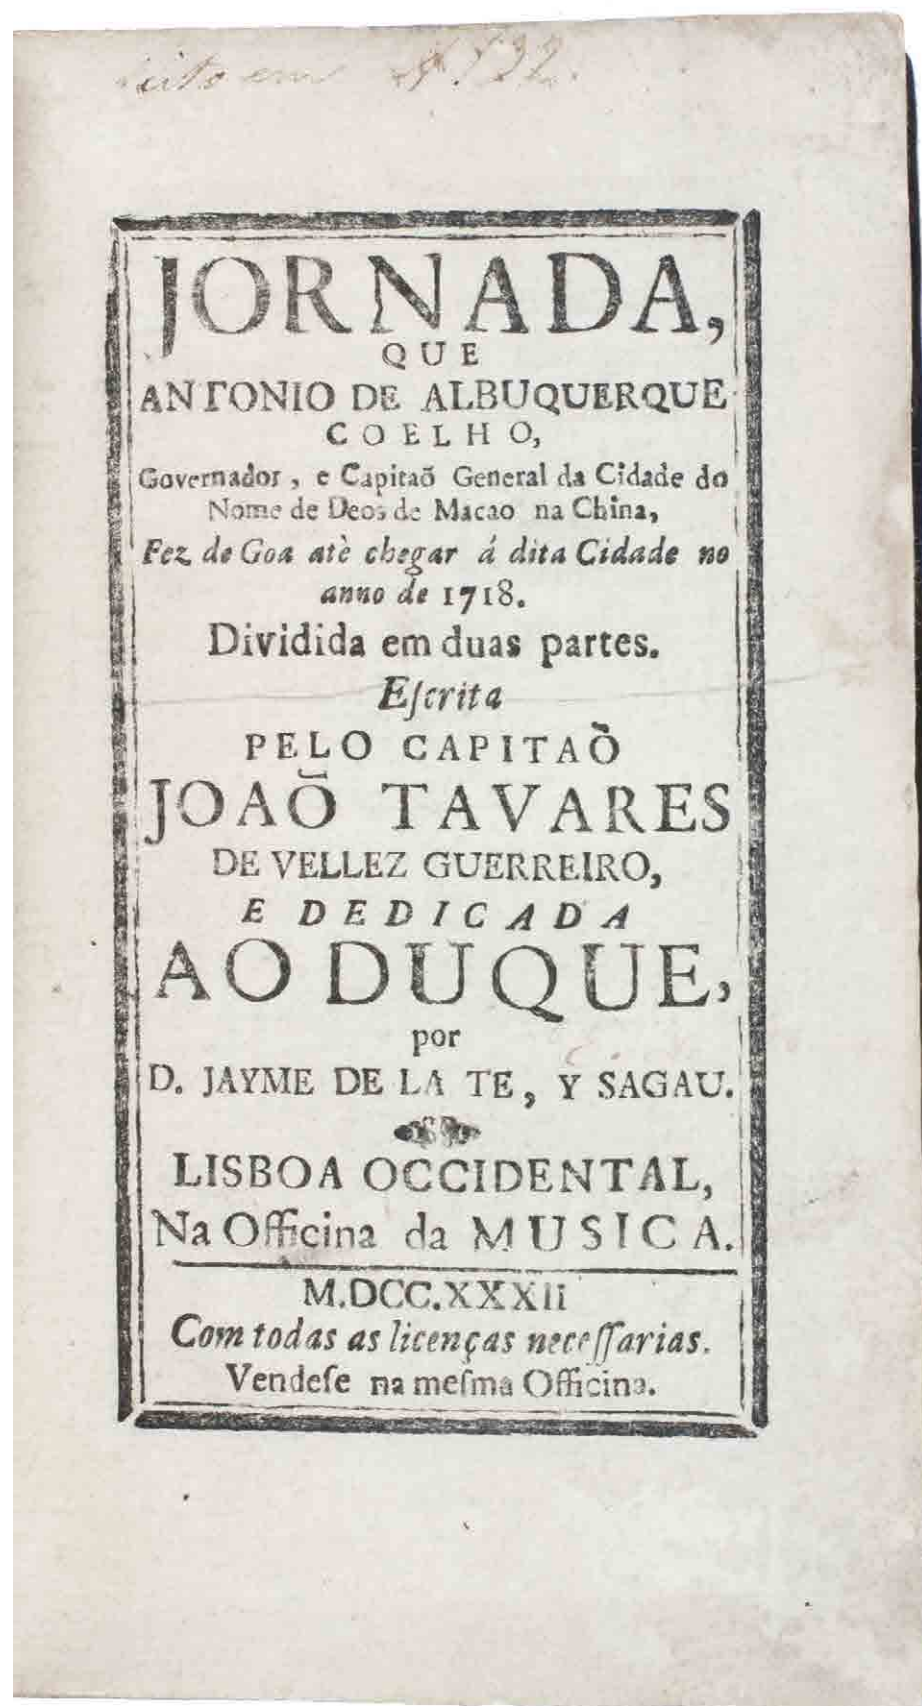 JORNADA,
QUE
ANTONIO DE ALBUQUERQUE
COELHO,
Governador, e Capitaõ General da Cidade do
Nome de Deos de Macao na China,
Fez de Goa atè chegar á dita Cidade no
anno de 1718.
Dividida em duas partes.
Eſcrita
PELO CAPITAÕ
JOAÕ TAVARES
DE VELLEZ GUERREIRO,
E DEDICADA
AO DUQUE,
por
D. JAYME DE LA TE, Y SAGAU.
LISBOA OCCIDENTAL,
Na Officina da MUSICA.
M.DCC.XXXii
Com todas as licenças neceſſarias.
Vendeſe na meſma Officina.